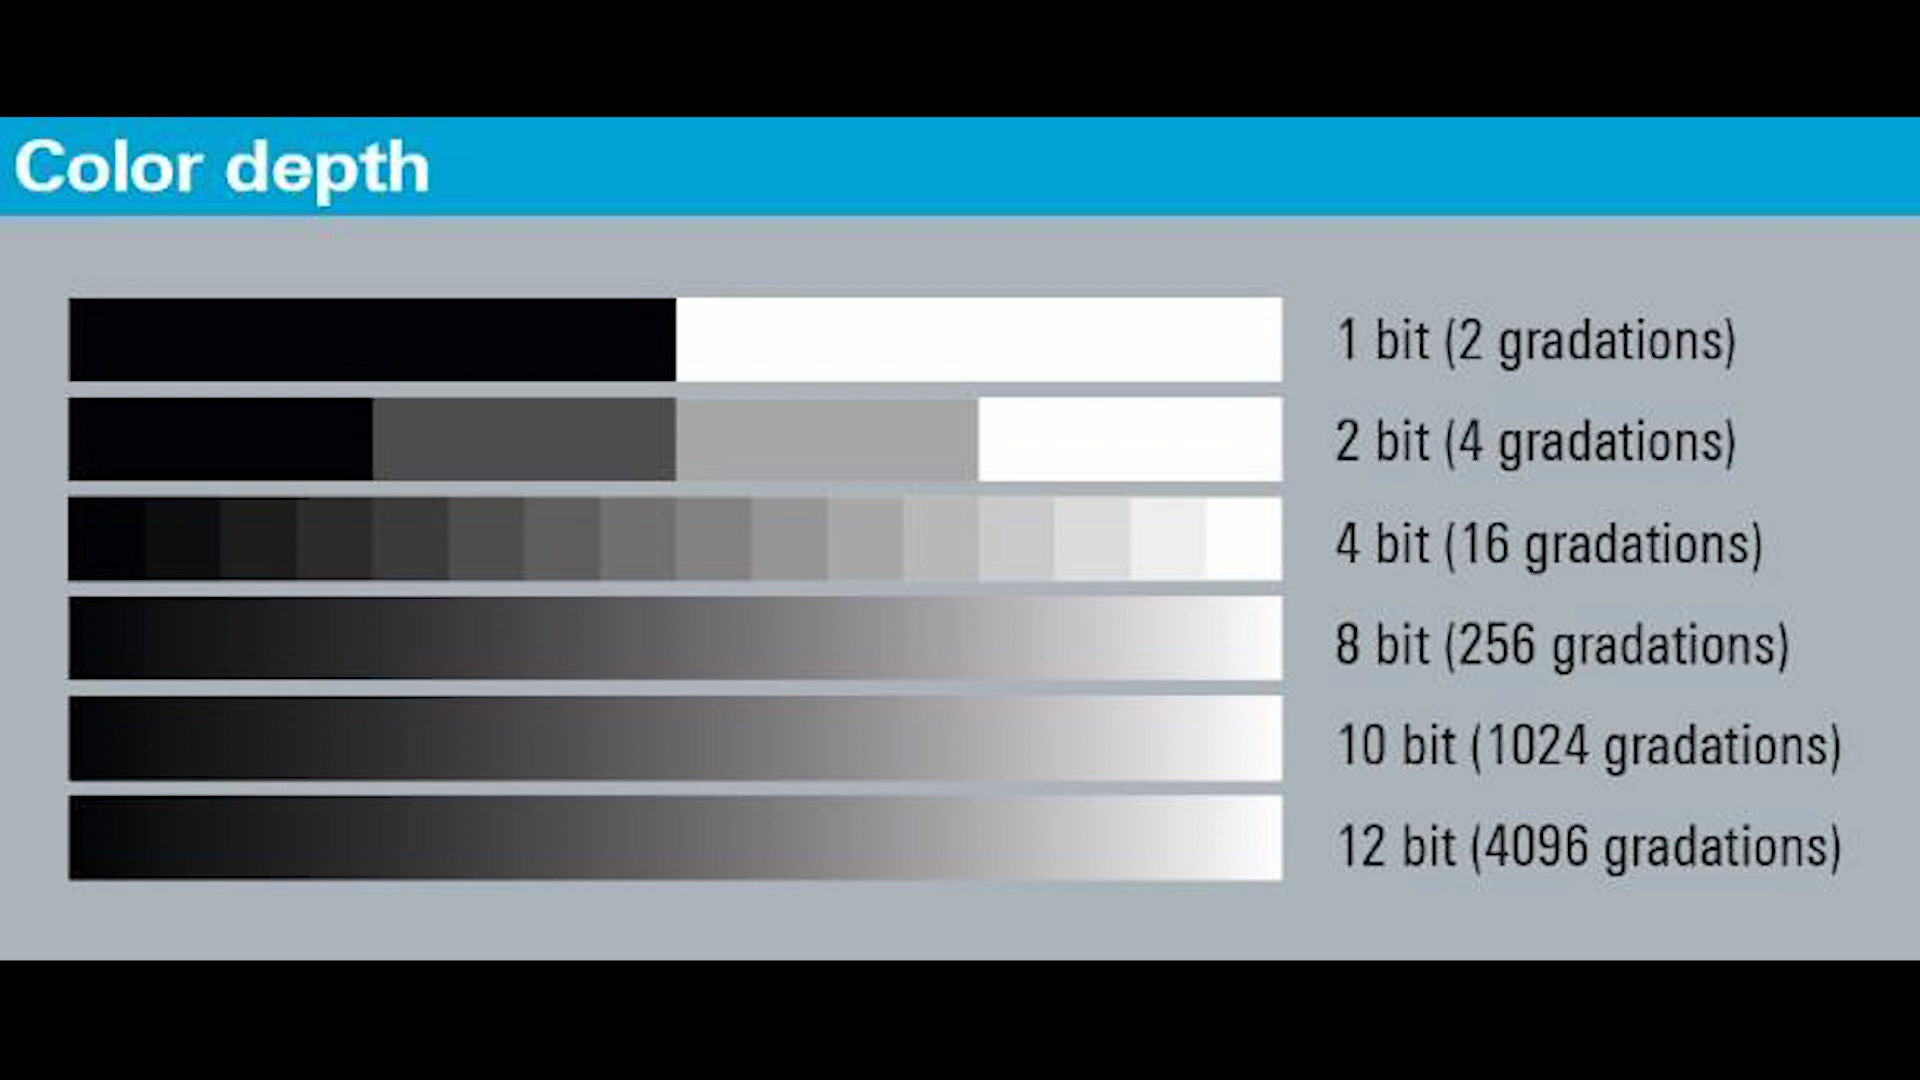 Color depth
1 bit (2 gradations)
2 bit (4 gradations)
4 bit (16 gradations)
8 bit (256 gradations)
10 bit (1024 gradations)
12 bit (4096 gradations)